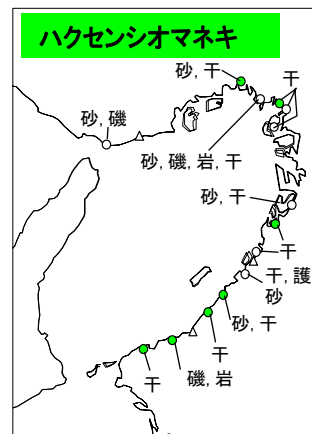 ハクセンシオマネキ
砂, 干
干
砂, 磯
砂, 磯, 岩, 干
砂, 干
干
干
干, 護
砂
砂, 干
干
磯, 岩
干